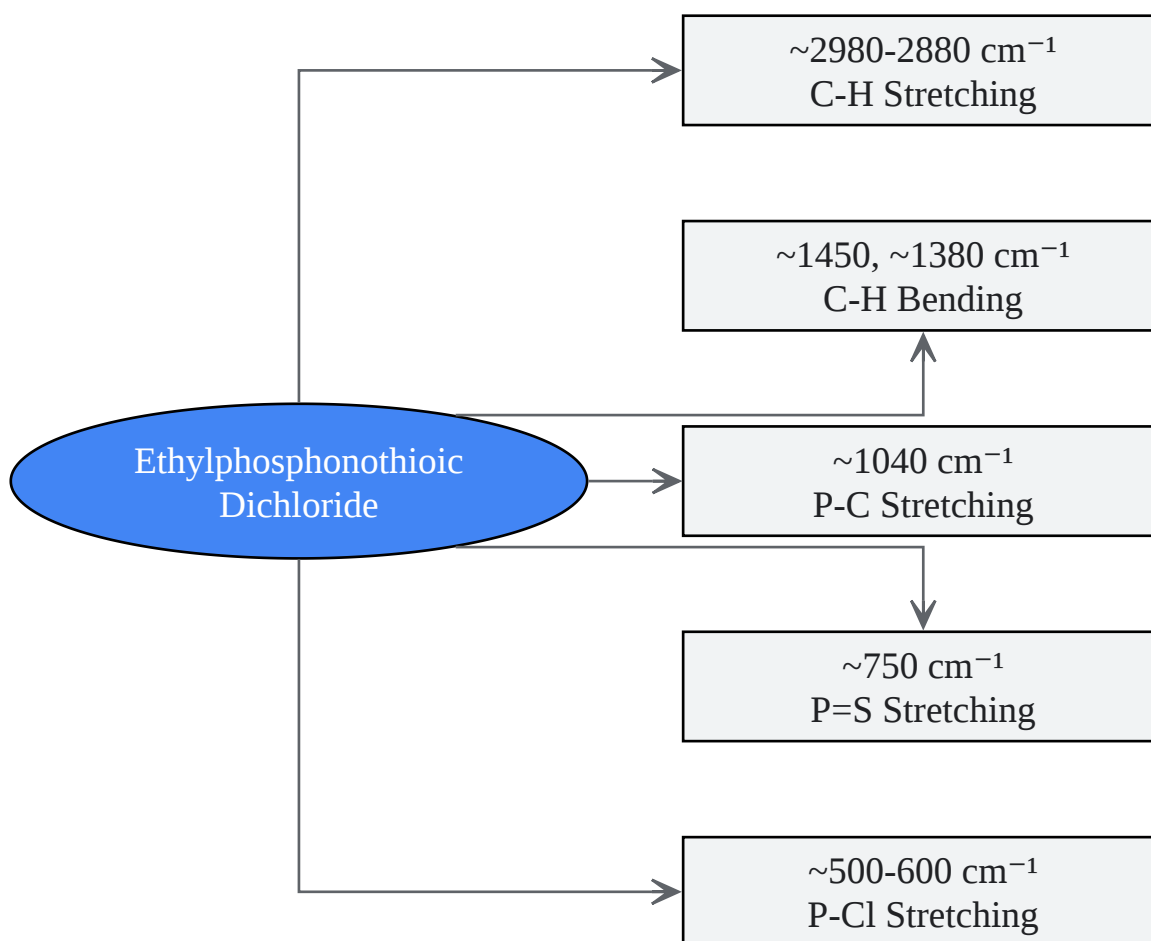 ~2980-2880 cm⁻¹
C-H Stretching
~1450, ~1380 cm⁻¹
C-H Bending
Ethylphosphonothioic
Dichloride
~1040 cm⁻¹
P-C Stretching
~750 cm⁻¹
P=S Stretching
~500-600 cm⁻¹
P-Cl Stretching